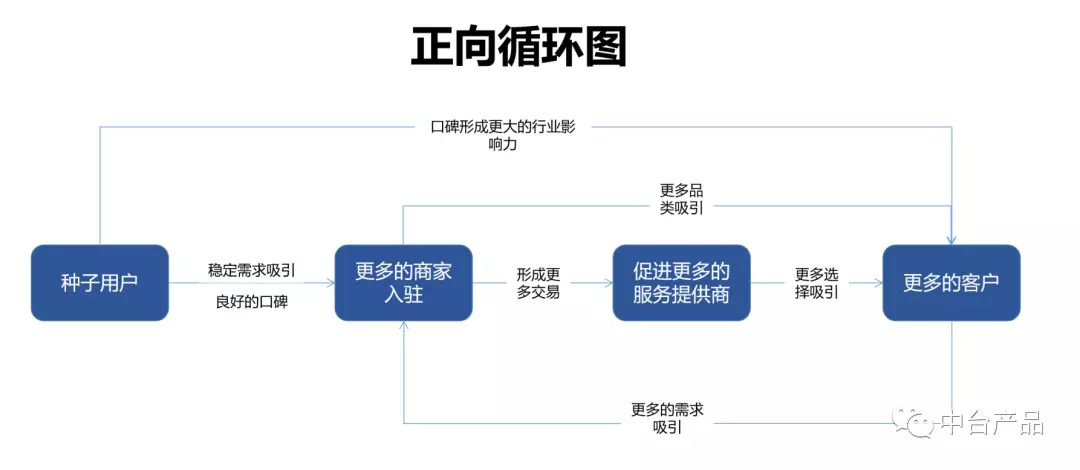 正向循环图
口碑形成更大的行业影
响力
更多品
类吸引
种子用户
稳定需求吸引
良好的口碑
更多的商家
入驻
形成更
多交易
促进更多的
服务提供商
更多选
择吸引
更多的客户
更多的需求
吸引
中台产品